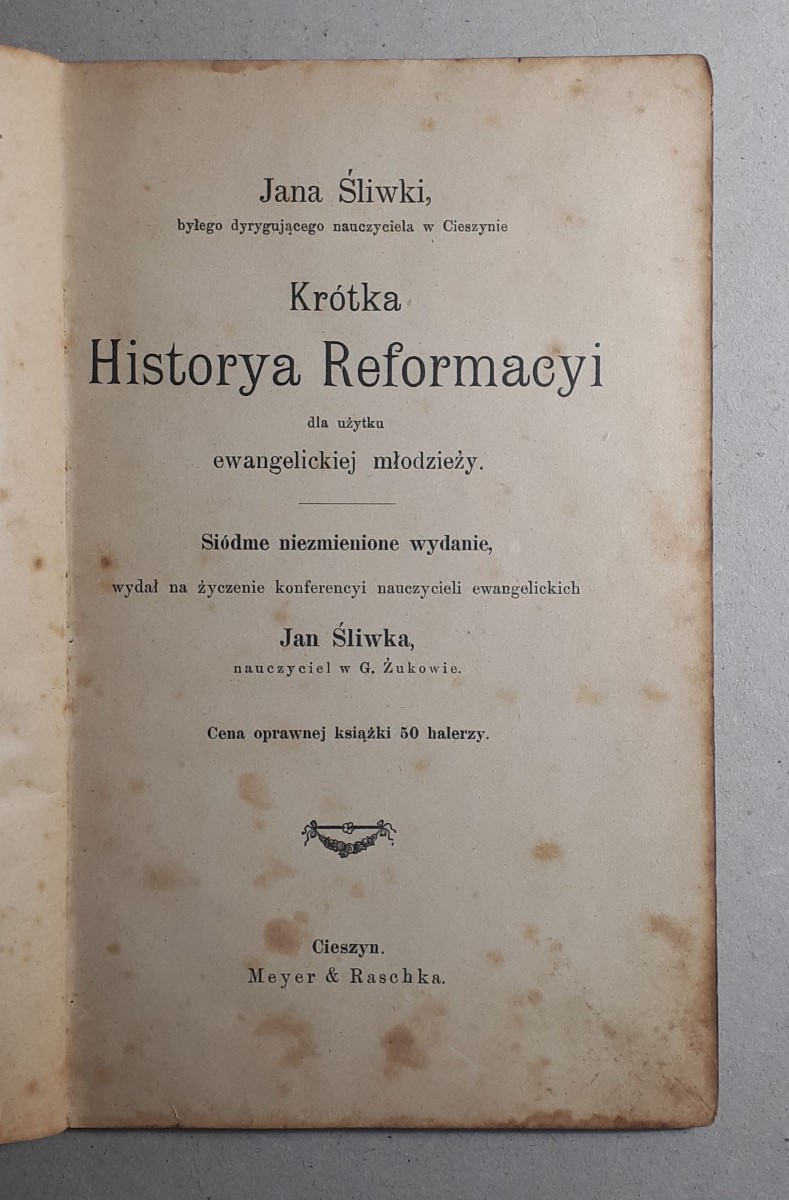 Jana Śliwki,
byłego dyrygującego nauczyciela w Cieszynie
Krótka
Historya Reformacyi
dla użytku
ewangelickiej młodzieży.
Siódme niezmienione wydanie,
wydał na życzenie konferencyi nauczycieli ewangelickich
Jan Śliwka,
nauczyciel w G. Żukowie.
Cena oprawnej książki 50 halerzy.
Cieszyn.
Meyer & Raschka.